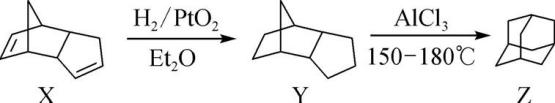 H₂/PtO₂
Et₂O
AlCl₃
150-180℃
X
Y
Z